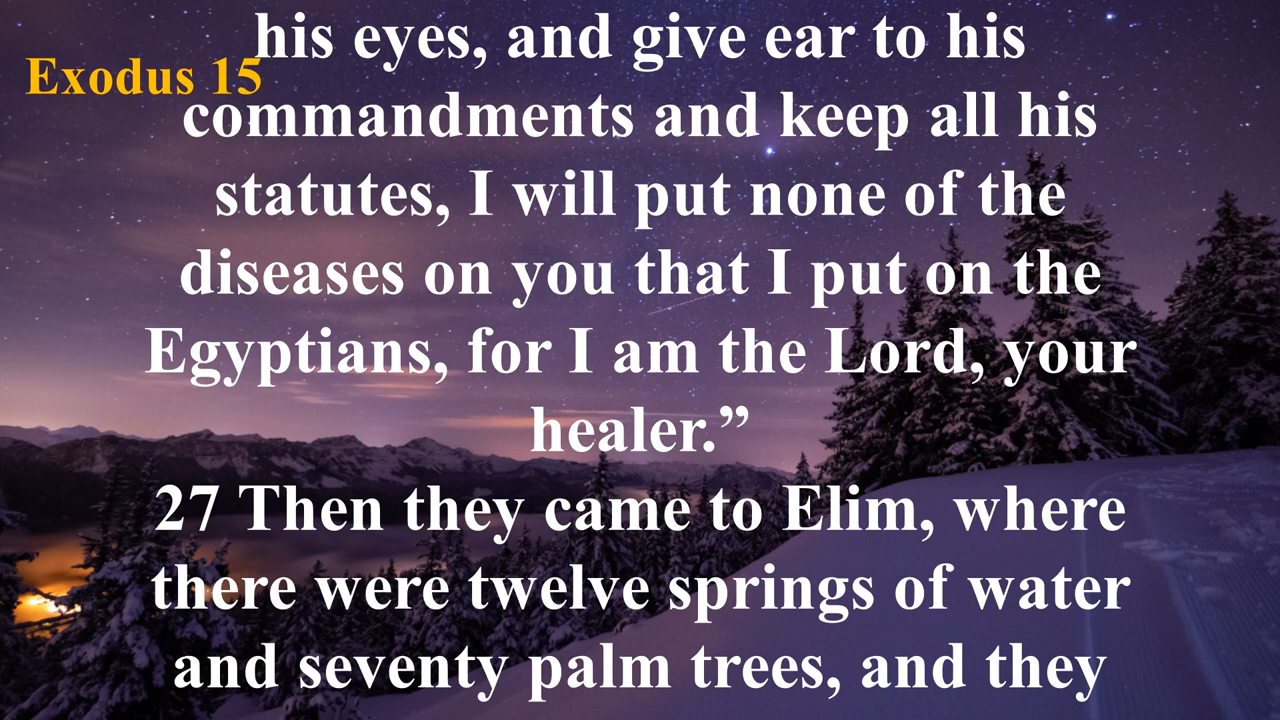 his eyes, and give ear to his
Exodus 15
commandments and keep all his
statutes, I will put none of the
diseases on you that I put on the
Egyptians, for I am the Lord, your
healer.”
27 Then they came to Elim, where
there were twelve springs of water
and seventy palm trees, and they